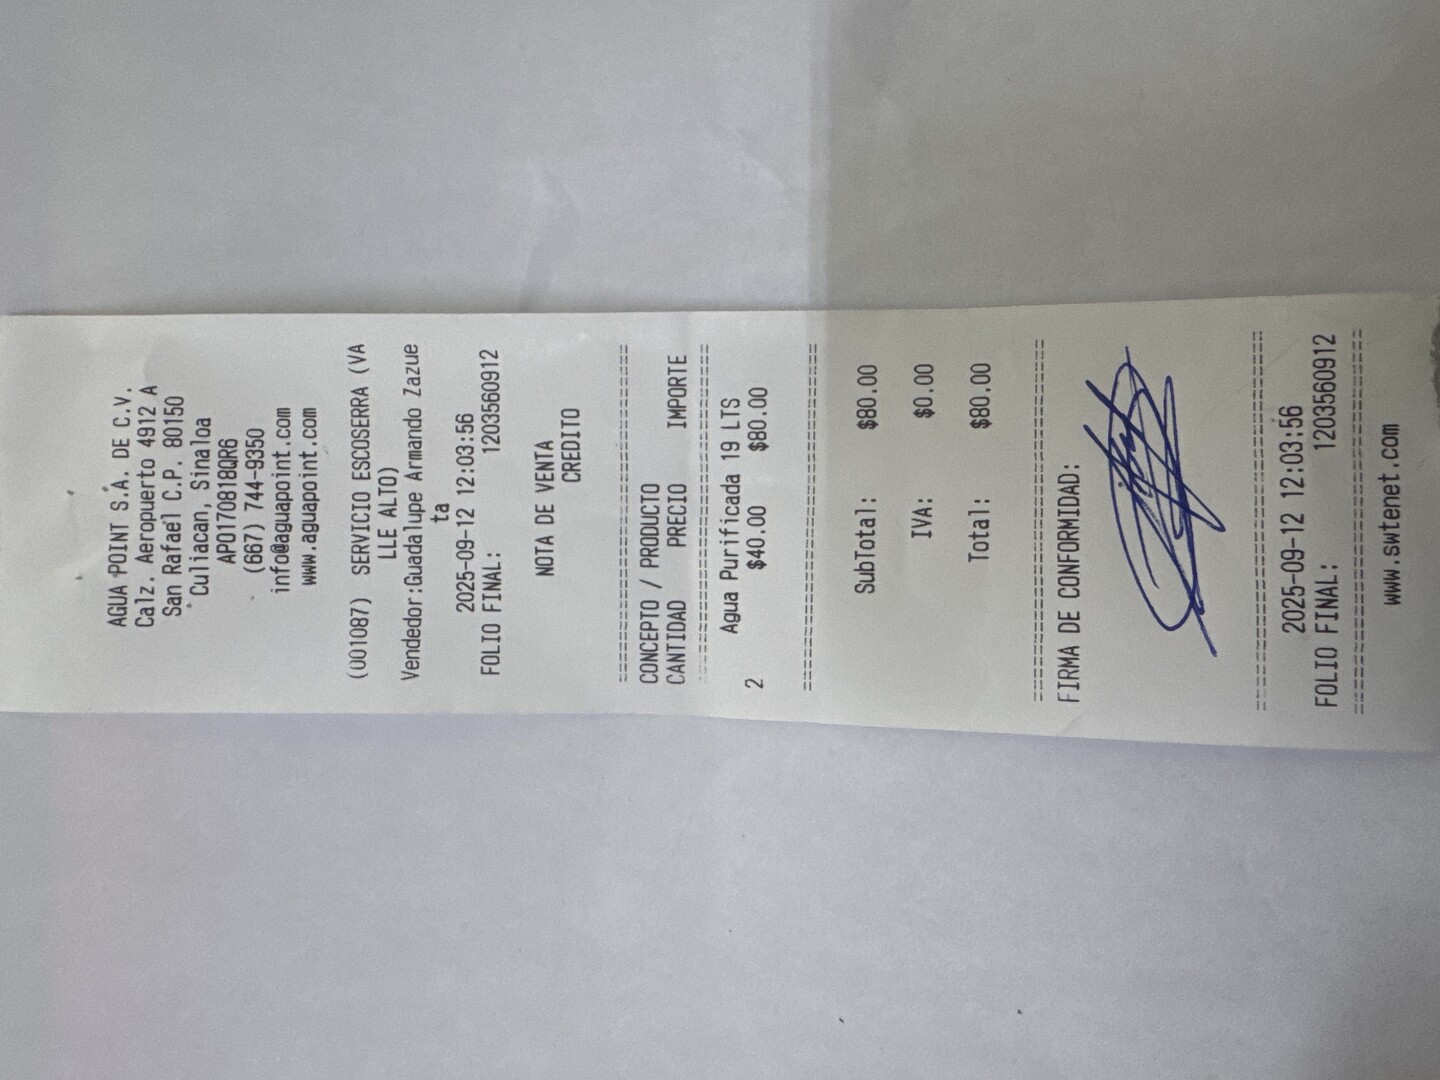 AGUA POINT S.A. DE C.V.
Calz. Aeropuerto 4912 A
San Rafael C.P. 80150
Culiacan, Sinaloa
APO170818QR6
(667) 744-9350
info@aguapoint.com
www.aguapoint.com
(001087) SERVICIO ESCOSERRA (VA
LLE ALTO)
Vendedor:Guadalupe Armando Zazue
ta
2025-09-12 12:03:56
FOLIO FINAL: 1203560912
NOTA DE VENTA
CREDITO
================================
CONCEPTO / PRODUCTO
CANTIDAD PRECIO IMPORTE
================================
Agua Purificada 19 LTS
2 $40.00 $80.00
================================
SubTotal: $80.00
IVA: $0.00
Total: $80.00
================================
FIRMA DE CONFORMIDAD:
================================
2025-09-12 12:03:56
FOLIO FINAL: 1203560912
================================
www.swtenet.com